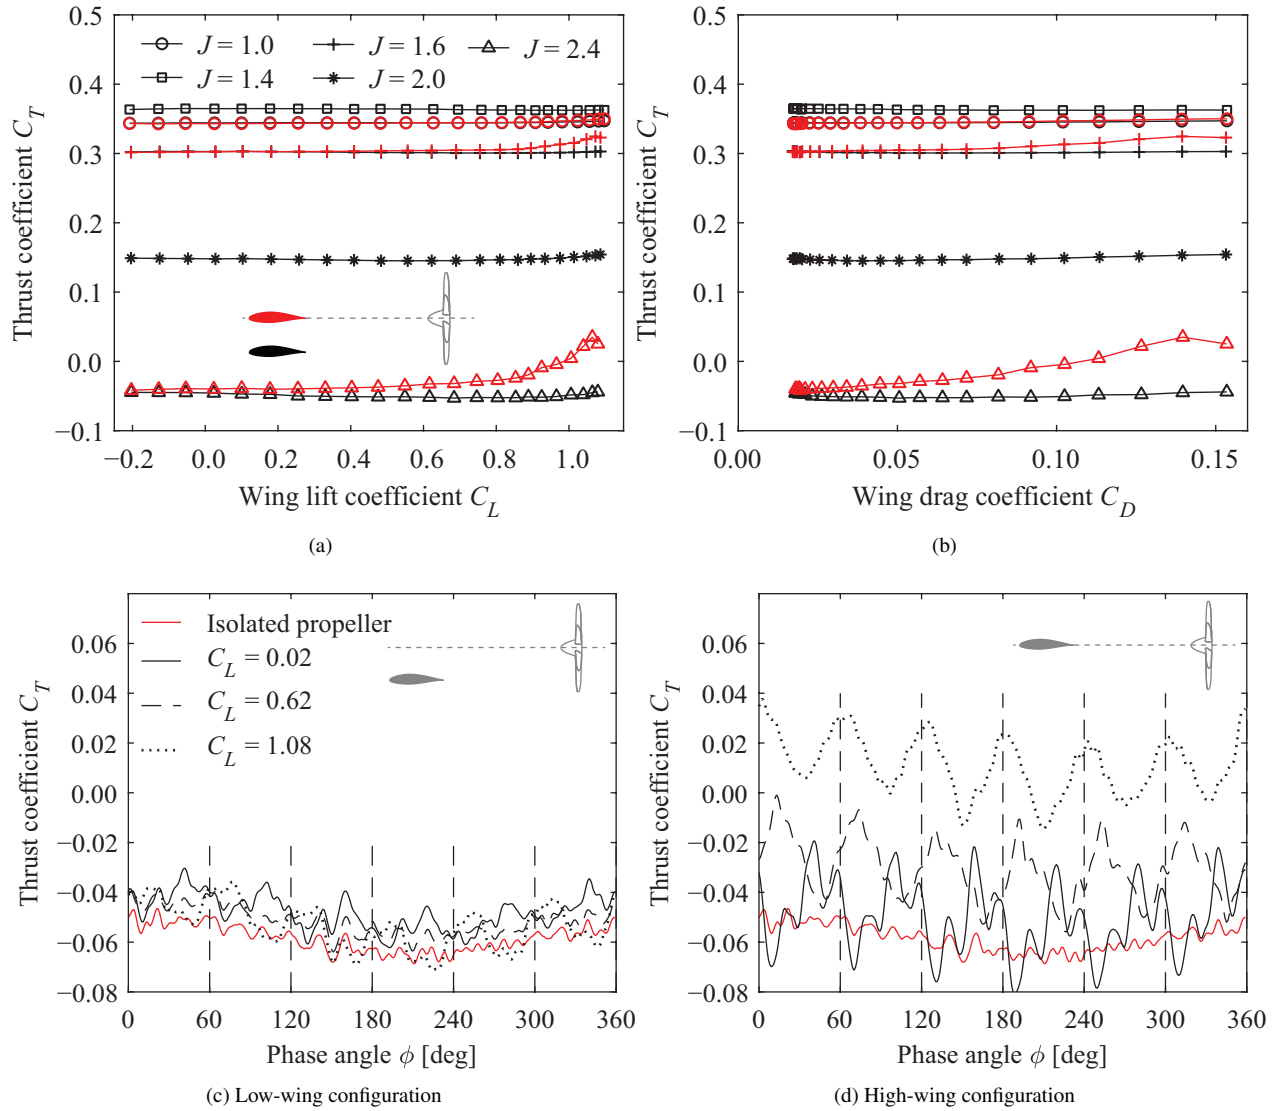 0.5
0.4
0.3
0.2
0.1
0.0
−0.1
Thrust coefficient C_T
J = 1.0
J = 1.6
J = 2.4
J = 1.4
J = 2.0
−0.2 0.0 0.2 0.4 0.6 0.8 1.0
Wing lift coefficient C_L
(a)
0.5
0.4
0.3
0.2
0.1
0.0
−0.1
Thrust coefficient C_T
0.00 0.05 0.10 0.15
Wing drag coefficient C_D
(b)
0.06
0.04
0.02
0.00
−0.02
−0.04
−0.06
−0.08
Thrust coefficient C_T
Isolated propeller
C_L = 0.02
C_L = 0.62
C_L = 1.08
0 60 120 180 240 300 360
Phase angle ϕ [deg]
(c) Low-wing configuration
0.06
0.04
0.02
0.00
−0.02
−0.04
−0.06
−0.08
Thrust coefficient C_T
0 60 120 180 240 300 360
Phase angle ϕ [deg]
(d) High-wing configuration